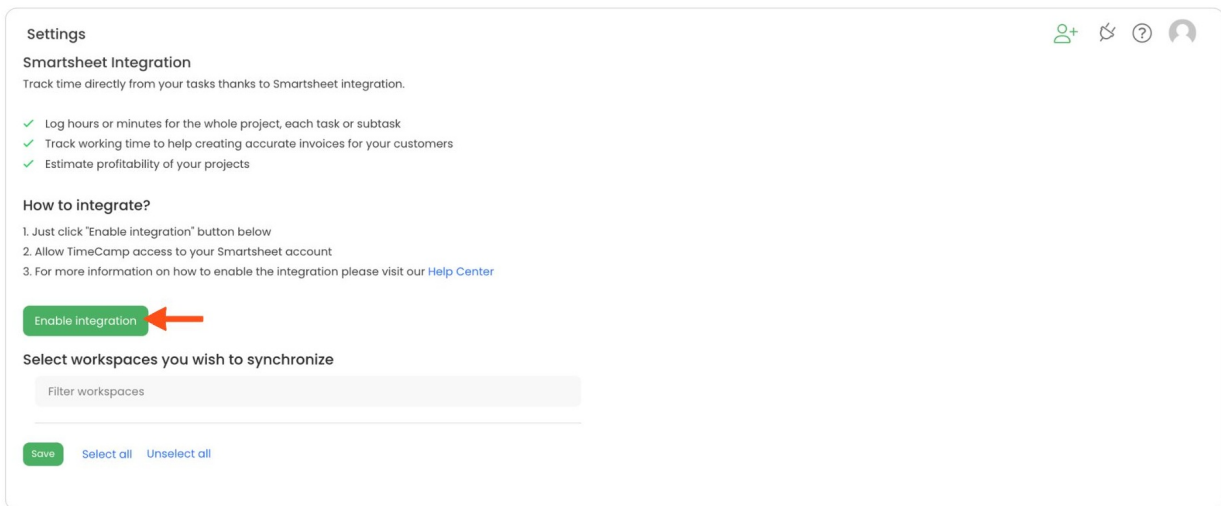 Settings
Smartsheet Integration
Track time directly from your tasks thanks to Smartsheet integration.
Log hours or minutes for the whole project, each task or subtask
Track working time to help creating accurate invoices for your customers
Estimate profitability of your projects
How to integrate?
1. Just click "Enable integration" button below
2. Allow TimeCamp access to your Smartsheet account
3. For more information on how to enable the integration please visit our Help Center
Enable integration
Select workspaces you wish to synchronize
Filter workspaces
Save Select all Unselect all